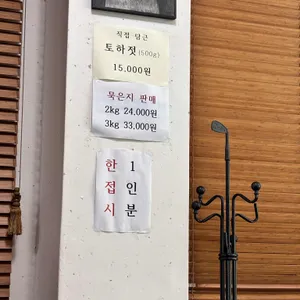 직접 담근
토하젓(500g)
15,000원
묵은지 판매
2kg 24,000원
3kg 33,000원
한접시
1인분